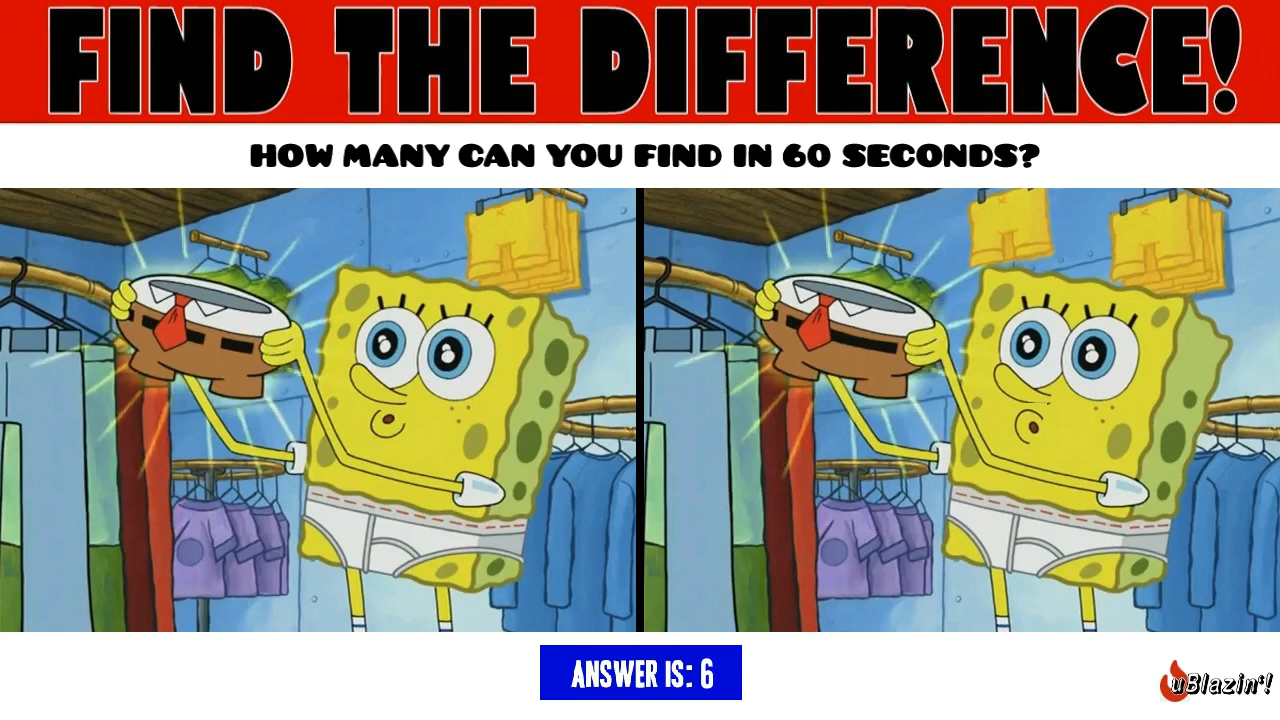 FIND THE DIFFERENCE!
HOW MANY CAN YOU FIND IN 60 SECONDS?
ANSWER IS: 6
uBlazin'!